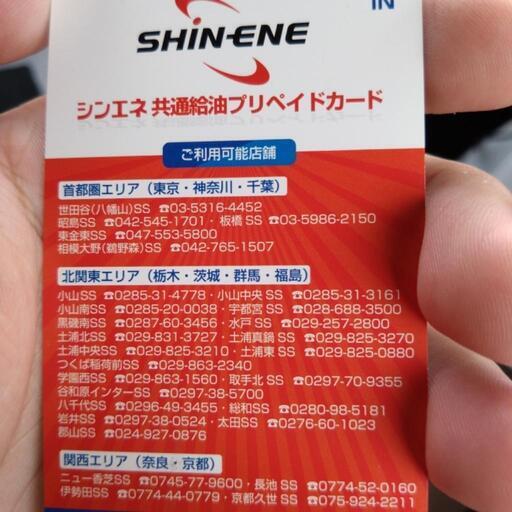 IN
SHIN-ENE
シンエネ 共通給油プリペイドカード
ご利用可能店舗
首都圏エリア（東京・神奈川・千葉）
世田谷(八幡山)SS ☎03-5316-4452
昭島SS ☎042-545-1701・板橋SS ☎03-5986-2150
東金東SS ☎047-553-5800
相模大野(鵜野森)SS ☎042-765-1507
北関東エリア（栃木・茨城・群馬・福島）
小山SS ☎0285-31-4778・小山中央SS ☎0285-31-3161
小山南SS ☎0285-20-0038・宇都宮SS ☎028-688-3500
黒磯南SS ☎0287-60-3456・水戸SS ☎029-257-2800
土浦北SS ☎029-831-3727・土浦真鍋SS ☎029-825-3270
土浦中央SS ☎029-825-3210・土浦東SS ☎029-825-0880
つくば稲荷前SS ☎029-863-2340
学園西SS ☎029-863-1560・取手北SS ☎0297-70-9355
谷和原インターSS ☎0297-38-5700
八千代SS ☎0296-49-3455・総和SS ☎0280-98-5181
岩井SS ☎0297-38-0524・太田SS ☎0276-60-1023
郡山SS ☎024-927-0876
関西エリア（奈良・京都）
ニュー香芝SS ☎0745-77-9600・長池SS ☎0774-52-0160
伊勢田SS ☎0774-44-0779・京都久世SS ☎075-924-2211